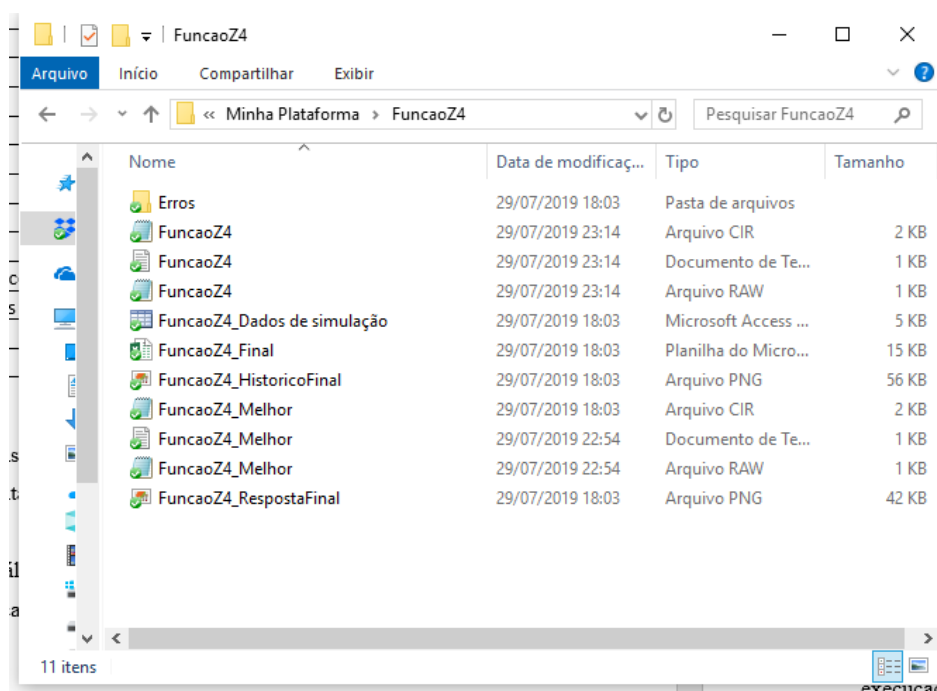 FuncaoZ4
Arquivo Início Compartilhar Exibir
« Minha Plataforma > FuncaoZ4 Pesquisar FuncaoZ4
Nome Data de modificaç... Tipo Tamanho
Erros 29/07/2019 18:03 Pasta de arquivos
FuncaoZ4 29/07/2019 23:14 Arquivo CIR 2 KB
FuncaoZ4 29/07/2019 23:14 Documento de Te... 1 KB
FuncaoZ4 29/07/2019 23:14 Arquivo RAW 1 KB
FuncaoZ4_Dados de simulação 29/07/2019 18:03 Microsoft Access ... 5 KB
FuncaoZ4_Final 29/07/2019 18:03 Planilha do Micro... 15 KB
FuncaoZ4_HistoricoFinal 29/07/2019 18:03 Arquivo PNG 56 KB
FuncaoZ4_Melhor 29/07/2019 18:03 Arquivo CIR 2 KB
FuncaoZ4_Melhor 29/07/2019 22:54 Documento de Te... 1 KB
FuncaoZ4_Melhor 29/07/2019 22:54 Arquivo RAW 1 KB
FuncaoZ4_RespostaFinal 29/07/2019 18:03 Arquivo PNG 42 KB
11 itens